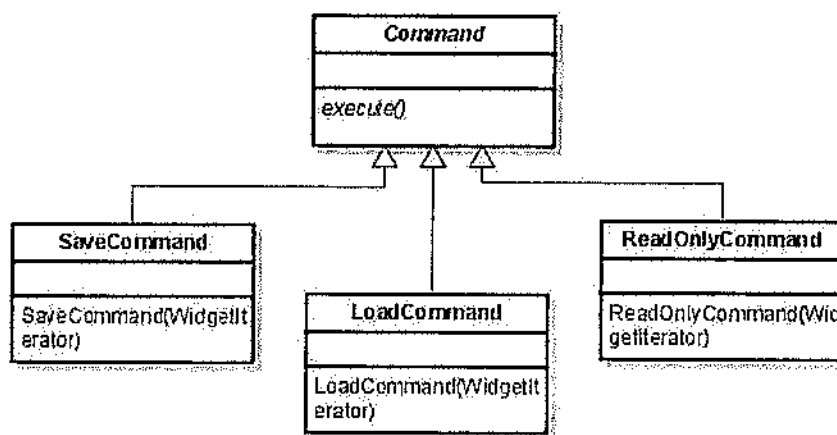 Command
execute()
SaveCommand
SaveCommand(WidgetIt
erator)
LoadCommand
LoadCommand(WidgetIt
erator)
ReadOnlyCommand
ReadOnlyCommand(Wid
getIterator)